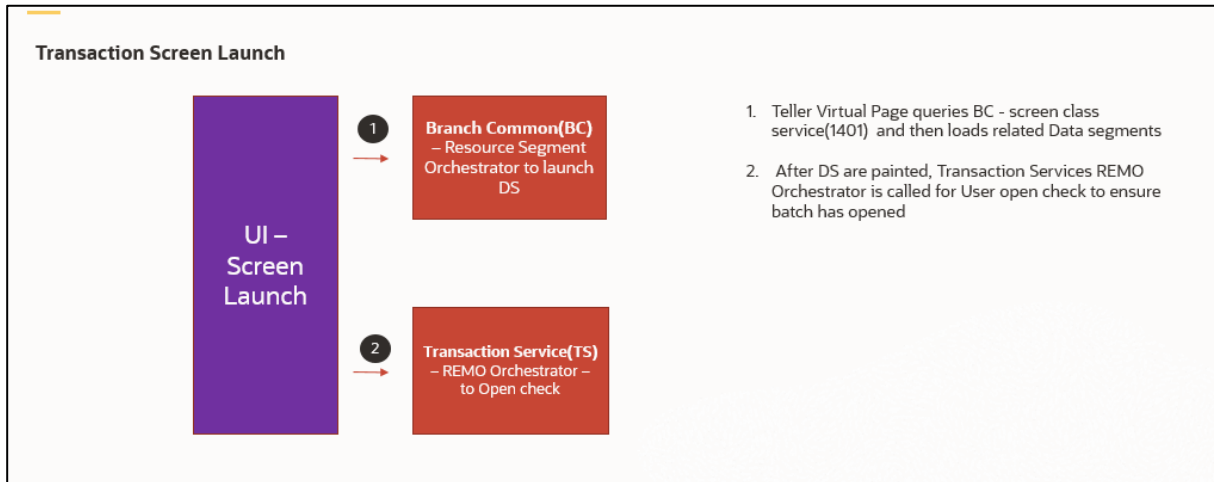 Transaction Screen Launch
UI –
Screen
Launch
1
Branch Common(BC)
– Resource Segment
Orchestrator to launch
DS
2
Transaction Service(TS)
– REMO Orchestrator –
to Open check
1. Teller Virtual Page queries BC - screen class
service(1401) and then loads related Data segments
2. After DS are painted, Transaction Services REMO
Orchestrator is called for User open check to ensure
batch has opened